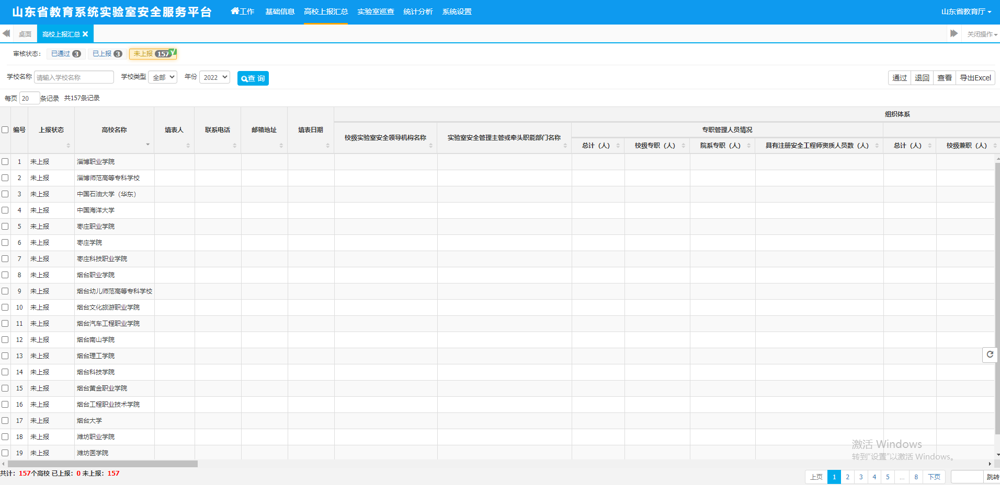 山东省教育系统实验室安全服务平台 工作 基础信息 高校上报汇总 实验室巡查 统计分析 系统设置 山东省教育厅
桌面 高校上报汇总 关闭操作
审核状态: 已通过 3 已上报 3 未上报 157
学校名称 请输入学校名称 学校类型 全部 年份 2022 查 询 通过 退回 查看 导出Excel
每页 20 条记录 共157条记录
组织体系
编号 上报状态 高校名称 填表人 联系电话 邮箱地址 填表日期 校级实验室安全领导机构名称 实验室安全管理主管或牵头职能部门名称 专职管理人员情况
总计（人） 校级专职（人） 院系专职（人） 具有注册安全工程师资质人员数（人） 总计（人） 校级兼职（人）
1 未上报 淄博职业学院
2 未上报 淄博师范高等专科学校
3 未上报 中国石油大学（华东）
4 未上报 中国海洋大学
5 未上报 枣庄职业学院
6 未上报 枣庄学院
7 未上报 枣庄科技职业学院
8 未上报 烟台职业学院
9 未上报 烟台幼儿师范高等专科学校
10 未上报 烟台文化旅游职业学院
11 未上报 烟台汽车工程职业学院
12 未上报 烟台南山学院
13 未上报 烟台理工学院
14 未上报 烟台科技学院
15 未上报 烟台黄金职业学院
16 未上报 烟台工程职业技术学院
17 未上报 烟台大学
18 未上报 潍坊职业学院
19 未上报 潍坊医学院
激活 Windows
转到“设置”以激活 Windows。
共计：157个高校 已上报：0 未上报：157
上页 1 2 3 4 5 ... 8 下页 跳转